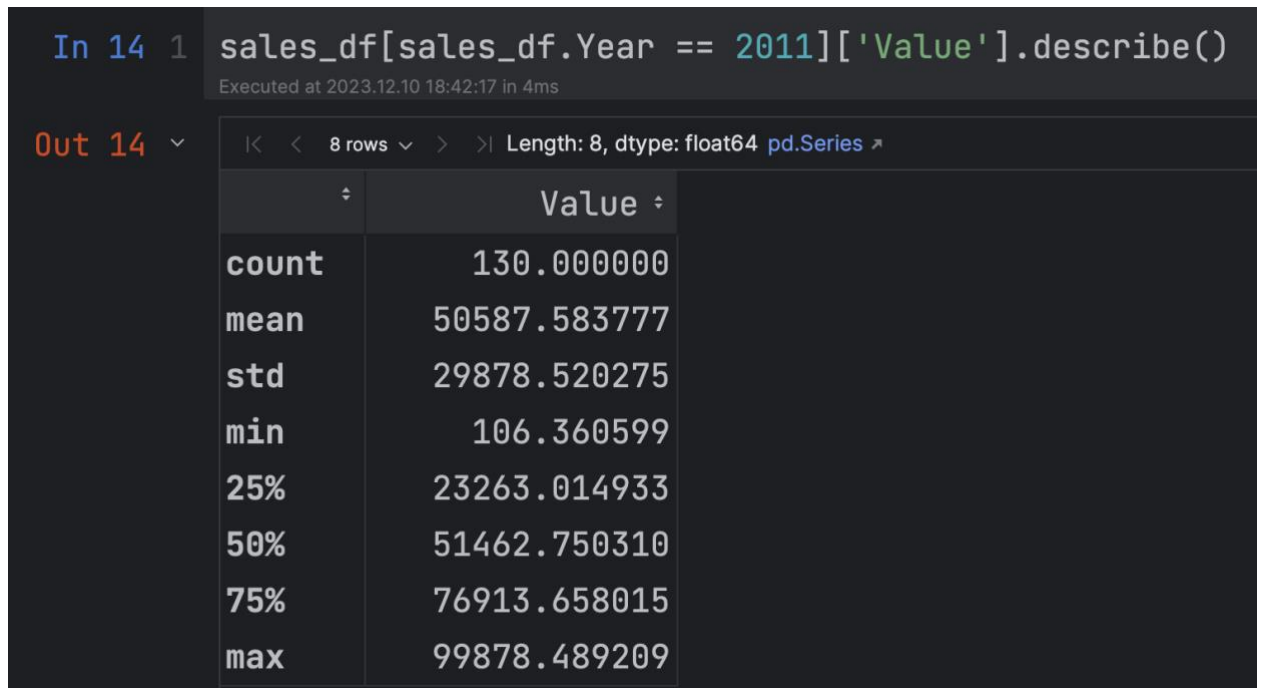 In 14 1 sales_df[sales_df.Year == 2011]['Value'].describe()
Executed at 2023.12.10 18:42:17 in 4ms
Out 14 8 rows Length: 8, dtype: float64 pd.Series
Value
count 130.000000
mean 50587.583777
std 29878.520275
min 106.360599
25% 23263.014933
50% 51462.750310
75% 76913.658015
max 99878.489209